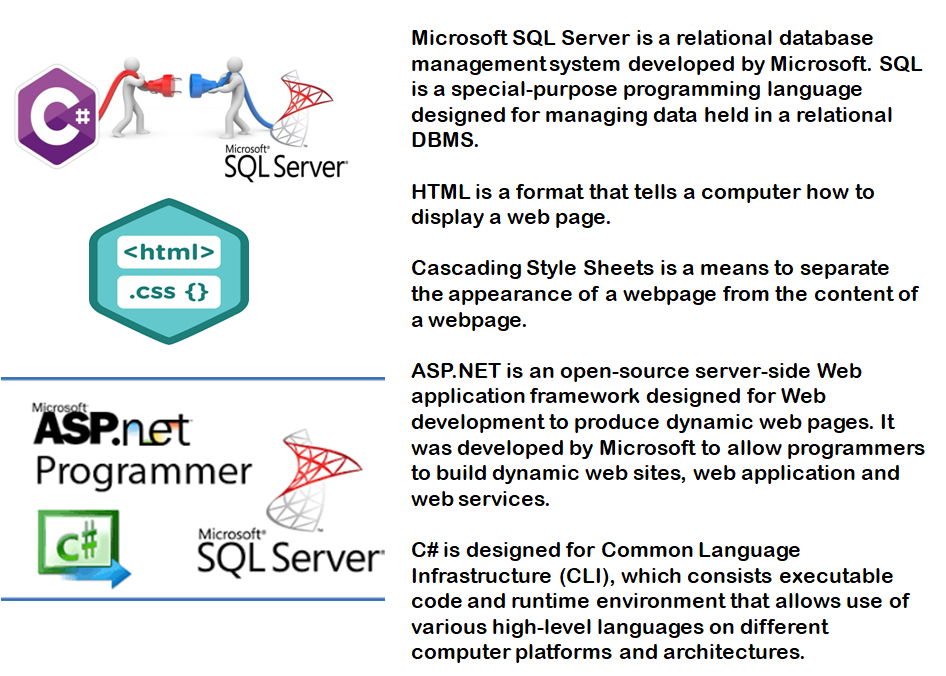 C#
Microsoft®
SQL Server®
<html>
.css {}
Microsoft®
ASP.net
Programmer
C#
Microsoft®
SQL Server®
Microsoft SQL Server is a relational database
management system developed by Microsoft. SQL
is a special-purpose programming language
designed for managing data held in a relational
DBMS.
HTML is a format that tells a computer how to
display a web page.
Cascading Style Sheets is a means to separate
the appearance of a webpage from the content of
a webpage.
ASP.NET is an open-source server-side Web
application framework designed for Web
development to produce dynamic web pages. It
was developed by Microsoft to allow programmers
to build dynamic web sites, web application and
web services.
C# is designed for Common Language
Infrastructure (CLI), which consists executable
code and runtime environment that allows use of
various high-level languages on different
computer platforms and architectures.